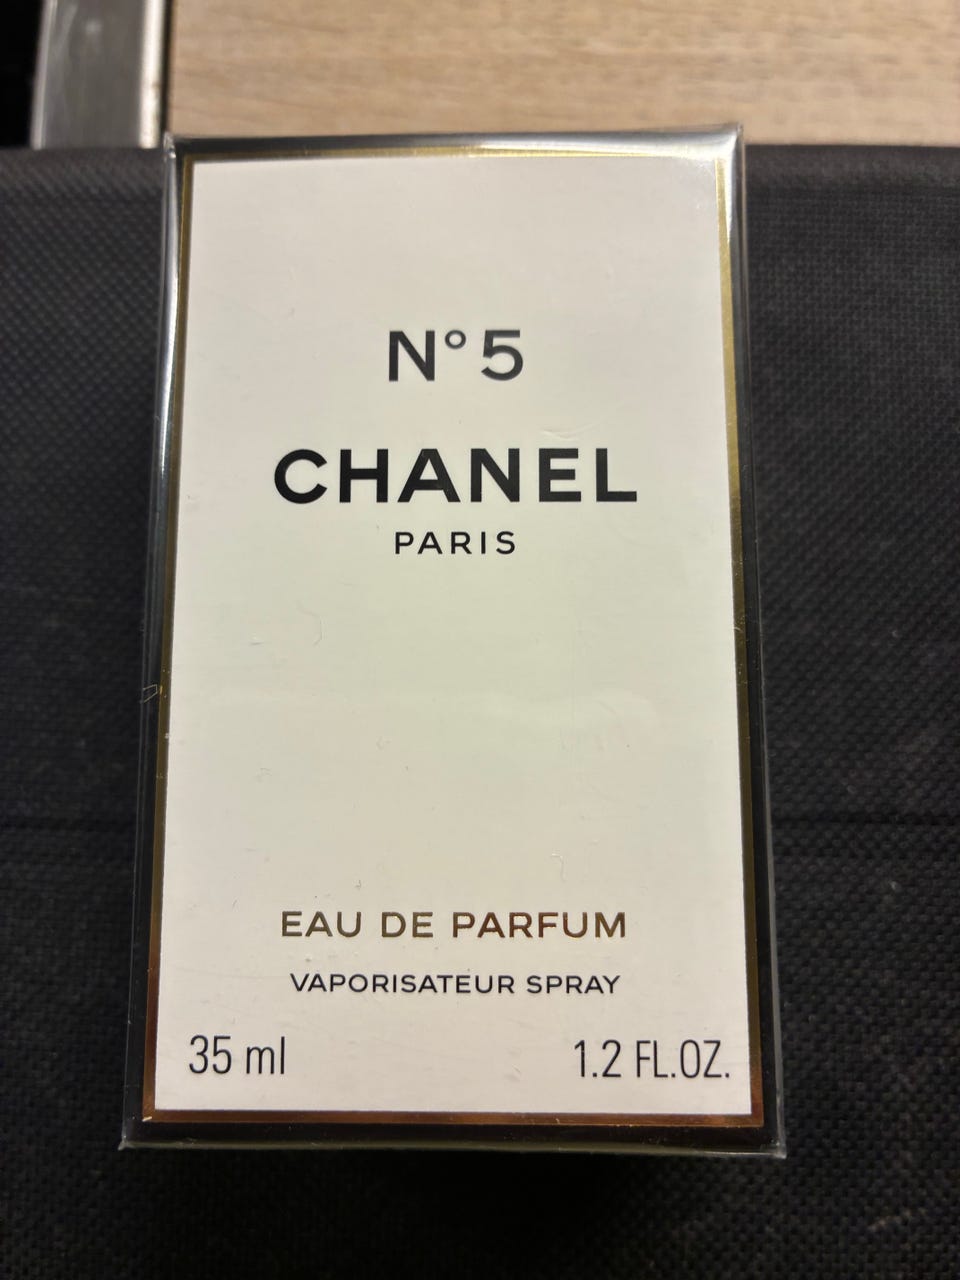 N°5
CHANEL
PARIS
EAU DE PARFUM
VAPORISATEUR SPRAY
35 ml 1.2 FL.OZ.